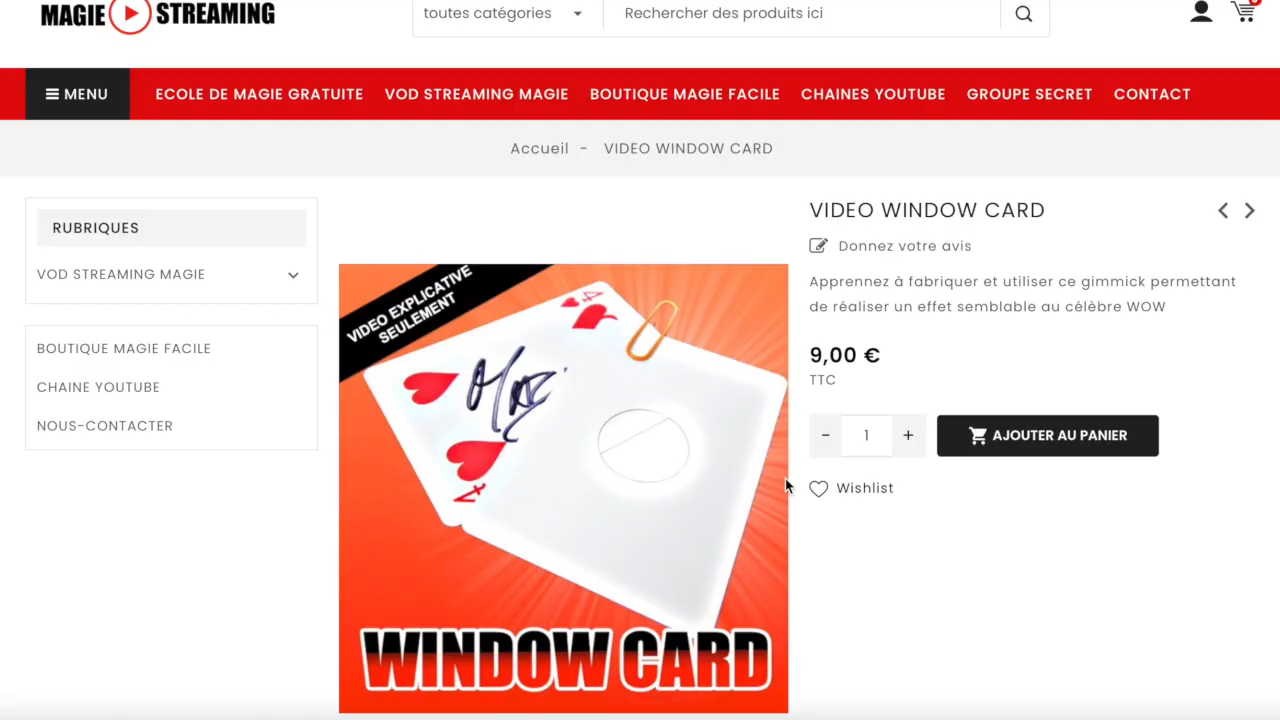 MAGIE STREAMING
toutes catégories
Rechercher des produits ici
MENU
ECOLE DE MAGIE GRATUITE
VOD STREAMING MAGIE
BOUTIQUE MAGIE FACILE
CHAINES YOUTUBE
GROUPE SECRET
CONTACT
Accueil - VIDEO WINDOW CARD
RUBRIQUES
VOD STREAMING MAGIE
BOUTIQUE MAGIE FACILE
CHAINE YOUTUBE
NOUS-CONTACTER
VIDEO EXPLICATIVE
SEULEMENT
4
4
WINDOW CARD
VIDEO WINDOW CARD
Donnez votre avis
Apprennez à fabriquer et utiliser ce gimmick permettant
de réaliser un effet semblable au célèbre WOW
9,00 €
TTC
- 1 +
AJOUTER AU PANIER
Wishlist